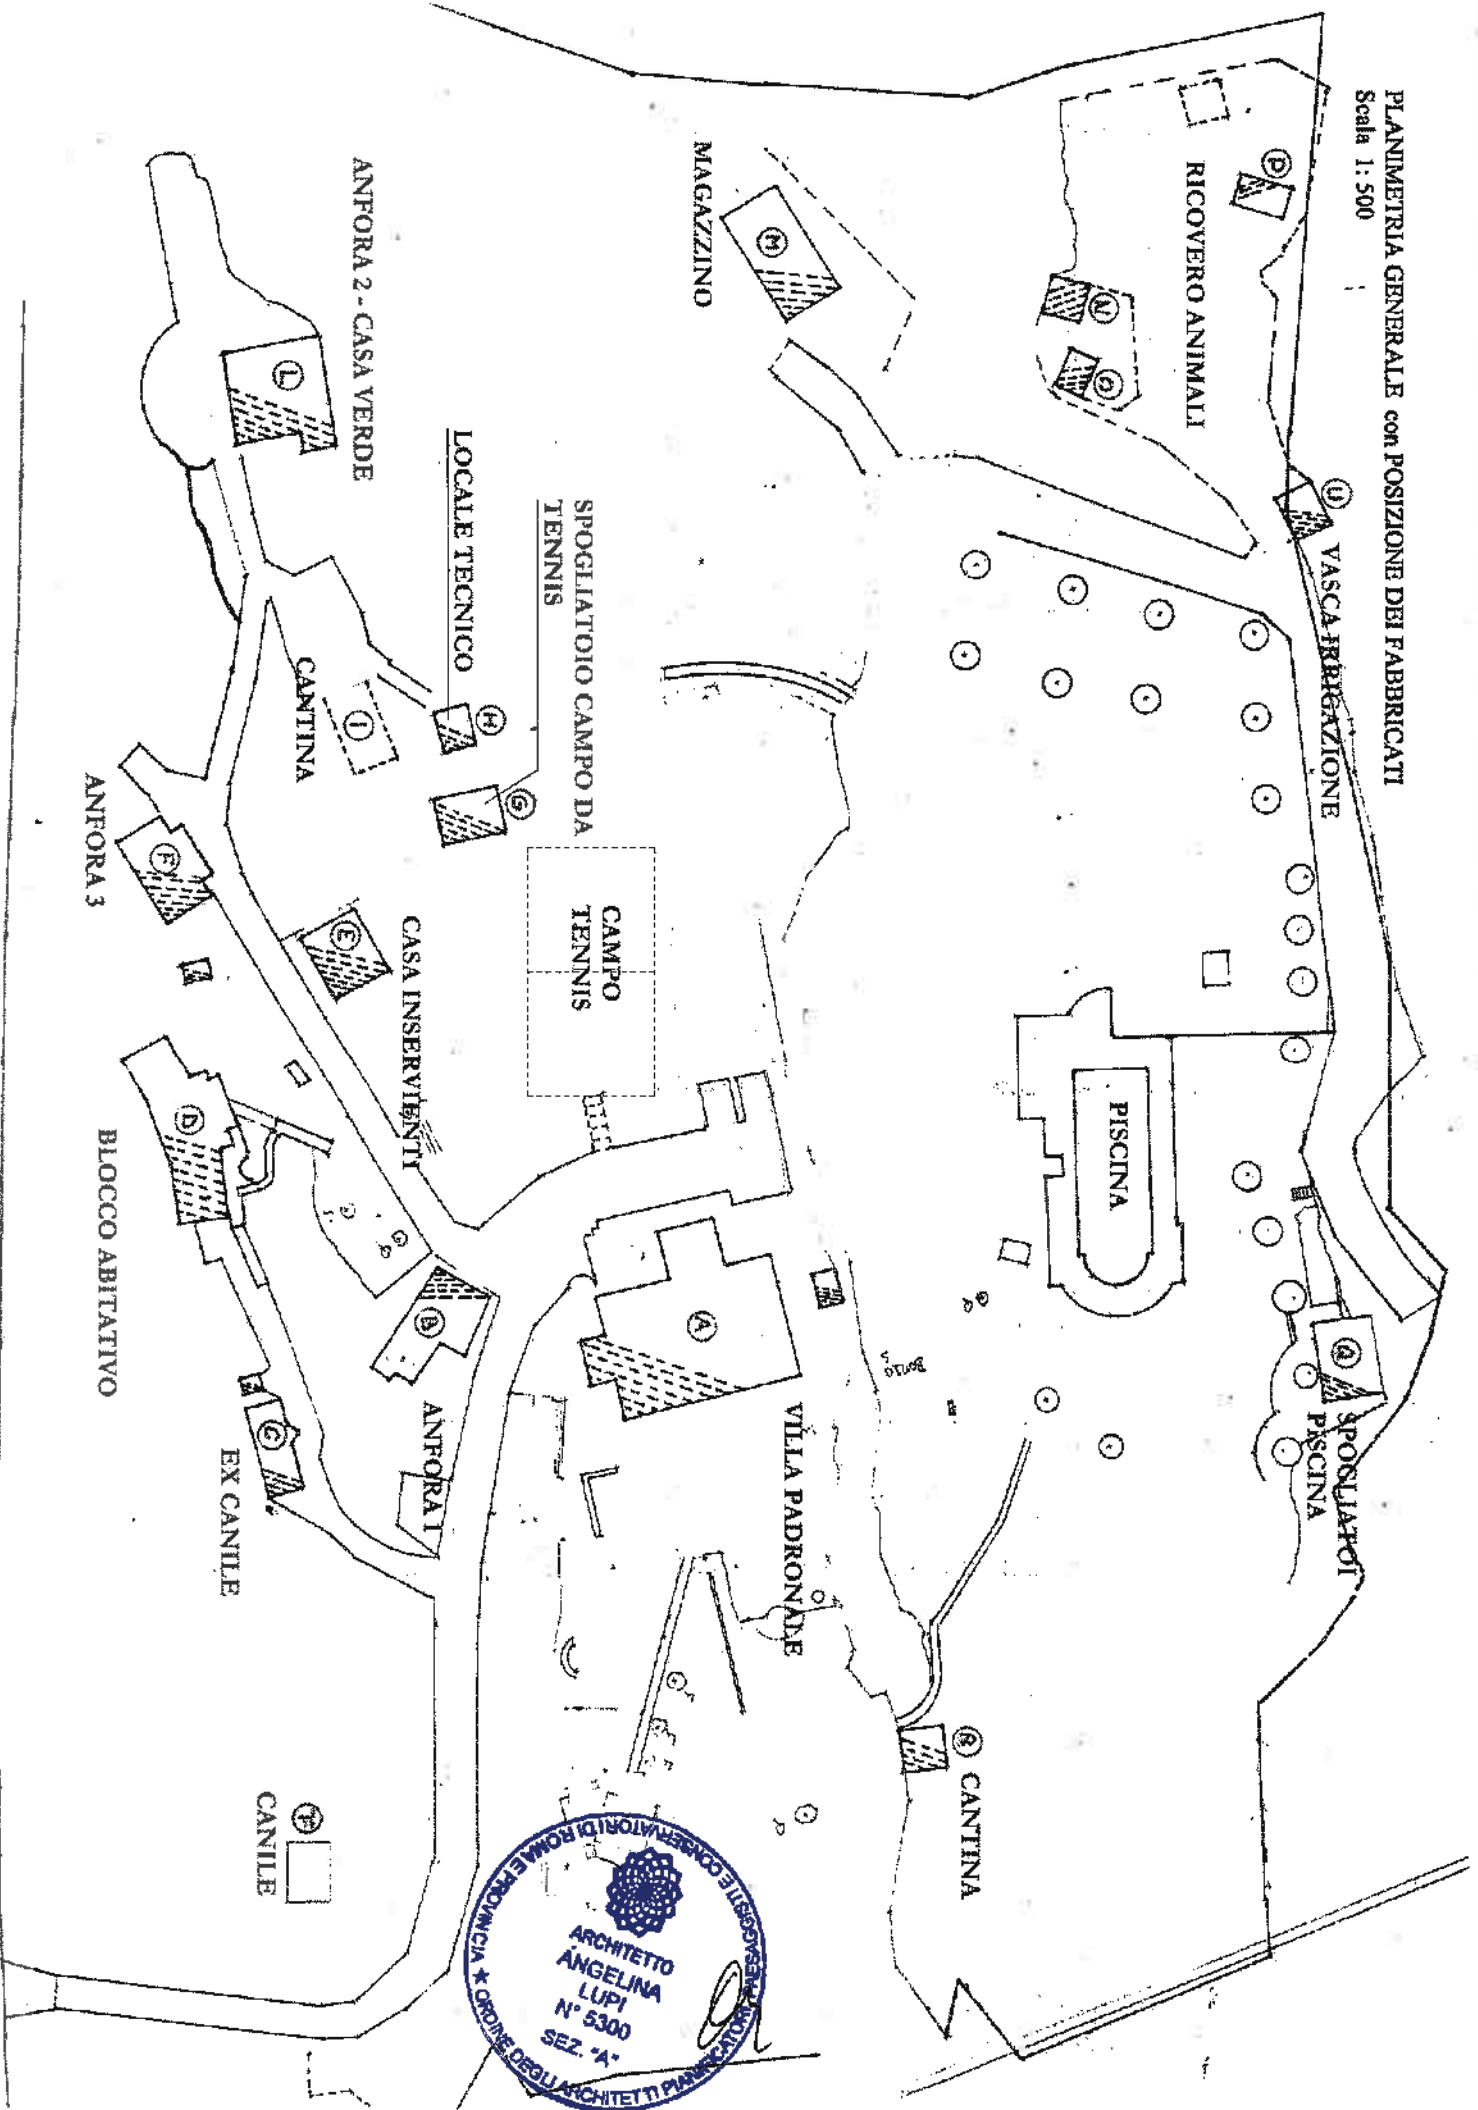 PLANIMETRIA GENERALE con POSIZIONE DEI FABBRICATI
Scala 1: 500
P
RICOVERO ANIMALI
N
O
U
VASCA IRRIGAZIONE
MAGAZZINO
M
ANFORA 2 - CASA VERDE
L
LOCALE TECNICO
SPOGLIATOIO CAMPO DA
TENNIS
H
G
I
CANTINA
ANFORA 3
F
E
CASA INSERVIENTI
CAMPO
TENNIS
PISCINA
Q
SPOGLIATOI
PISCINA
A
VILLA PADRONALE
B
ANFORA 1
D
BLOCCO ABITATIVO
C
EX CANILE
R
CANTINA
CANILE
ORDINE DEGLI ARCHITETTI PIANIFICATORI PAESAGGISTI E CONSERVATORI DI ROMA E PROVINCIA ★
ARCHITETTO
ANGELINA
LUPI
N° 5300
SEZ. "A"